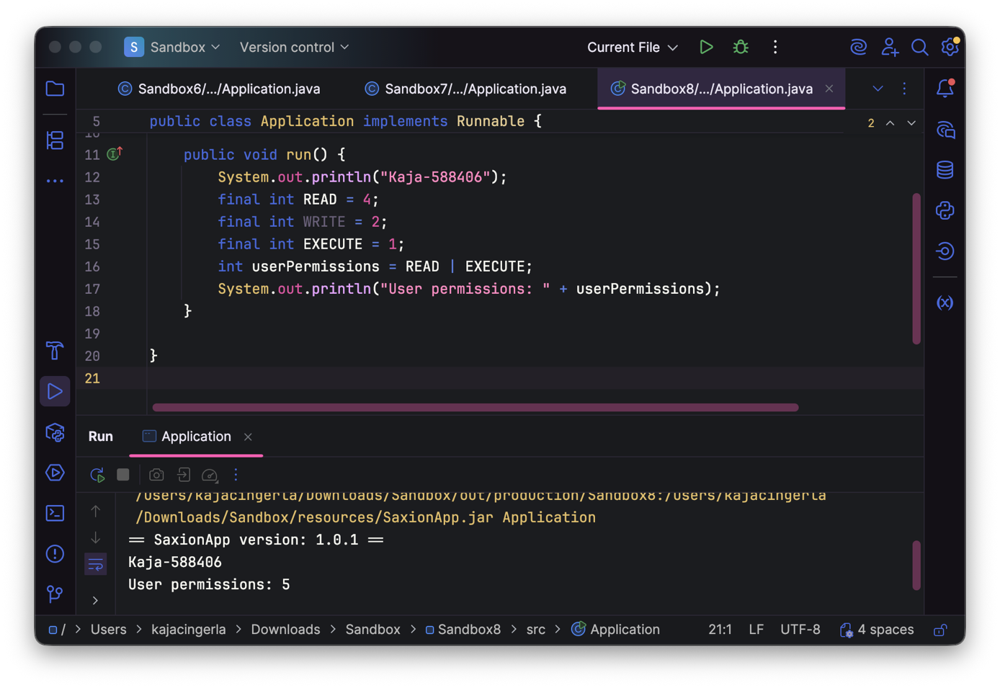 S Sandbox Version control Current File
Sandbox6/.../Application.java Sandbox7/.../Application.java Sandbox8/.../Application.java
5 public class Application implements Runnable { 2
10
11 public void run() {
12 System.out.println("Kaja-588406");
13 final int READ = 4;
14 final int WRITE = 2;
15 final int EXECUTE = 1;
16 int userPermissions = READ | EXECUTE;
17 System.out.println("User permissions: " + userPermissions);
18 }
19
20 }
21
Run Application
/Users/kajacingerla/Downloads/Sandbox/out/production/Sandbox8:/Users/kajacingerla
/Downloads/Sandbox/resources/SaxionApp.jar Application
== SaxionApp version: 1.0.1 ==
Kaja-588406
User permissions: 5
/ > Users > kajacingerla > Downloads > Sandbox > Sandbox8 > src > Application 21:1 LF UTF-8 4 spaces